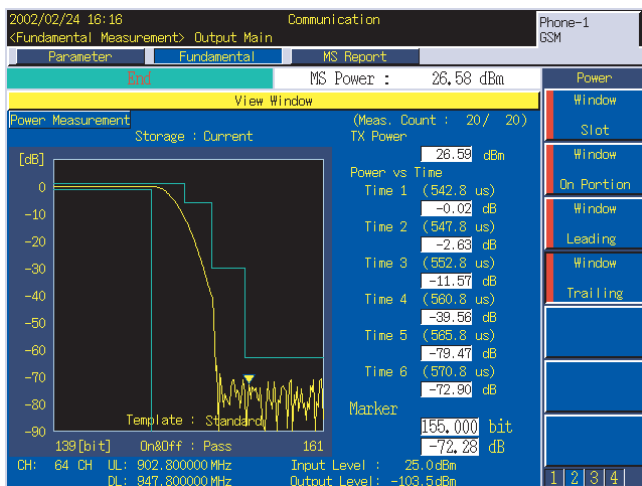 2002/02/24 16:16 Communication Phone-1
<Fundamental Measurement> Output Main GSM
Parameter Fundamental MS Report
End MS Power : 26.58 dBm Power
View Window Window
Slot
Power Measurement (Meas. Count : 20/ 20)
Storage : Current TX Power
26.59 dBm Window
On Portion
[dB] Power vs Time
0 Time 1 (542.8 us)
-0.02 dB Window
Leading
-10 Time 2 (547.8 us)
-20 -2.63 dB
Time 3 (552.8 us) Window
Trailing
-30 -11.57 dB
-40 Time 4 (560.8 us)
-39.56 dB
-50 Time 5 (565.8 us)
-60 -79.47 dB
Time 6 (570.8 us)
-70 -72.90 dB
-80 Marker
Template : Standard 155.000 bit
-90
139[bit] On&Off : Pass 161 -72.28 dB
CH: 64 CH UL: 902.800000MHz Input Level : 25.0dBm
DL: 947.800000MHz Output Level: -103.5dBm 1 2 3 4